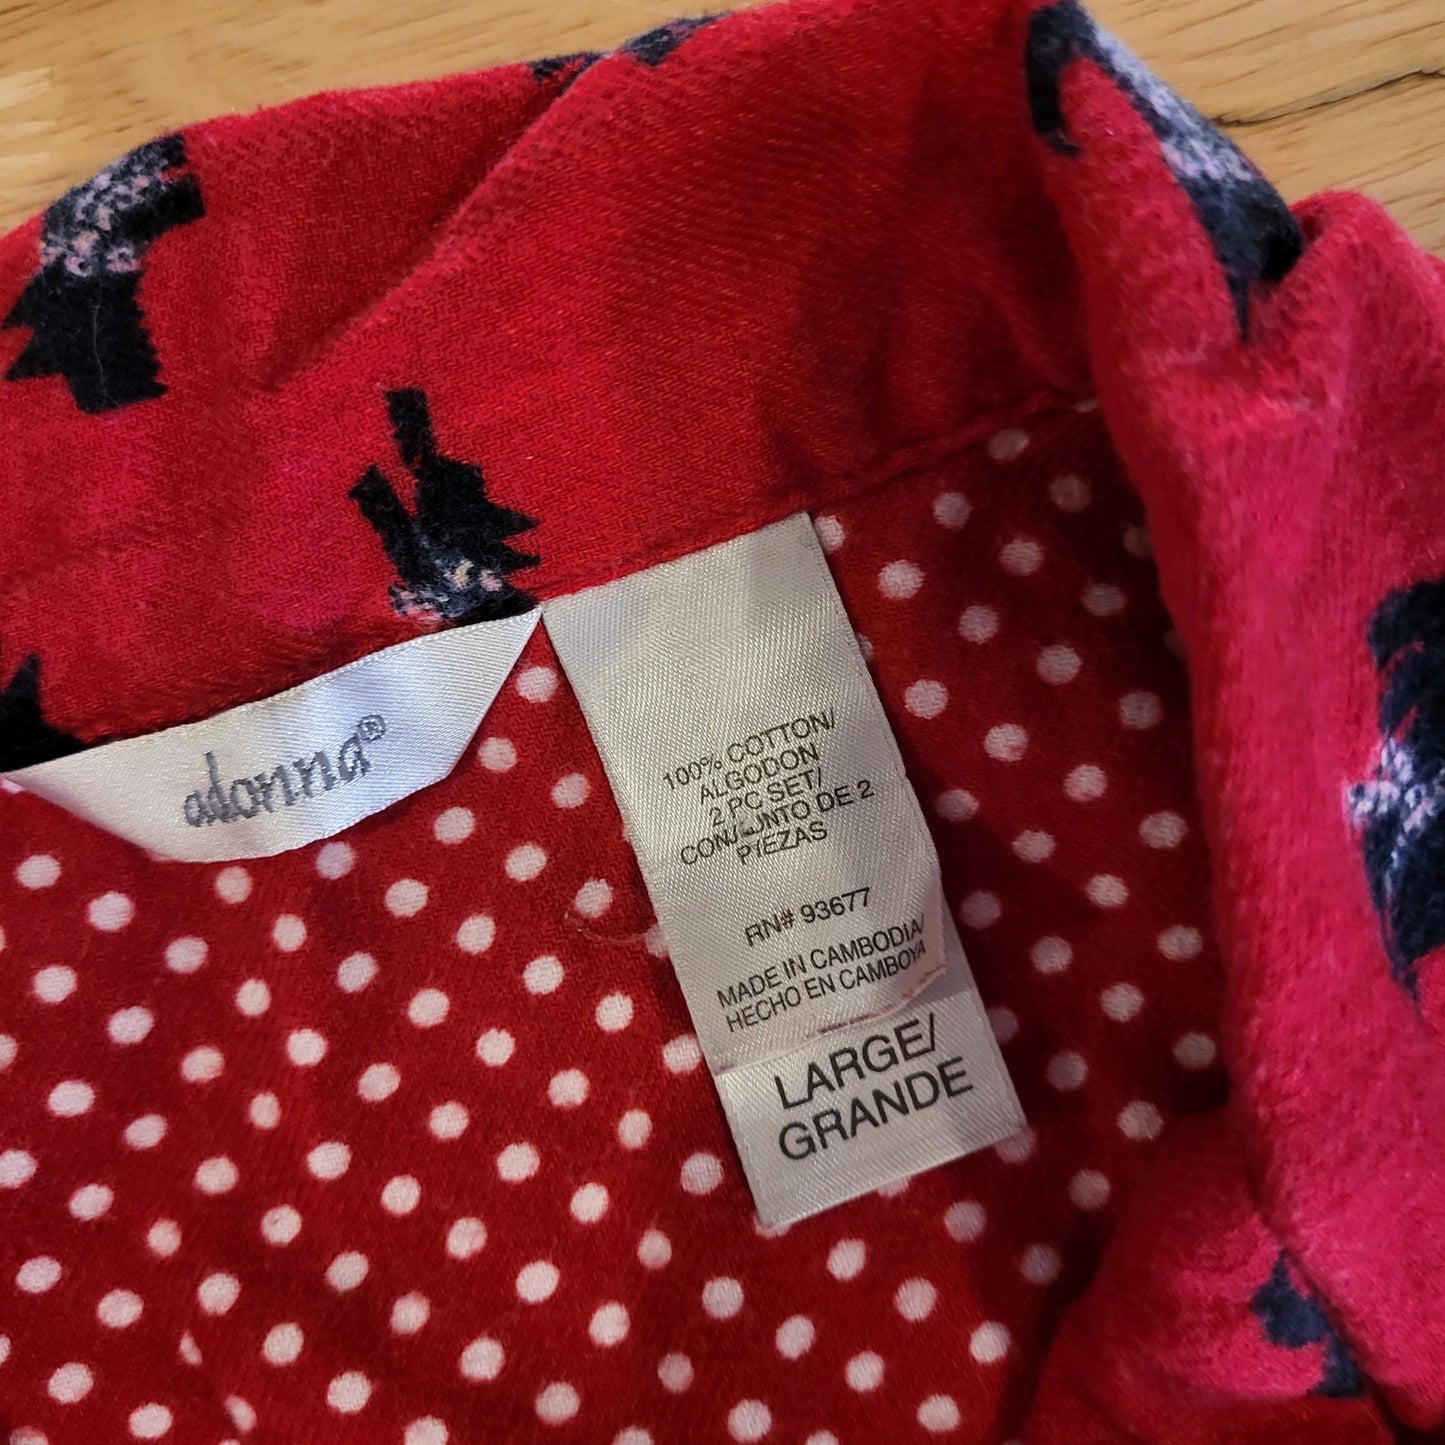 adonna®
100% COTTON/
ALGODON
2 PC SET/
CONJUNTO DE 2
PIEZAS
RN# 93677
MADE IN CAMBODIA/
HECHO EN CAMBOYA
LARGE/
GRANDE